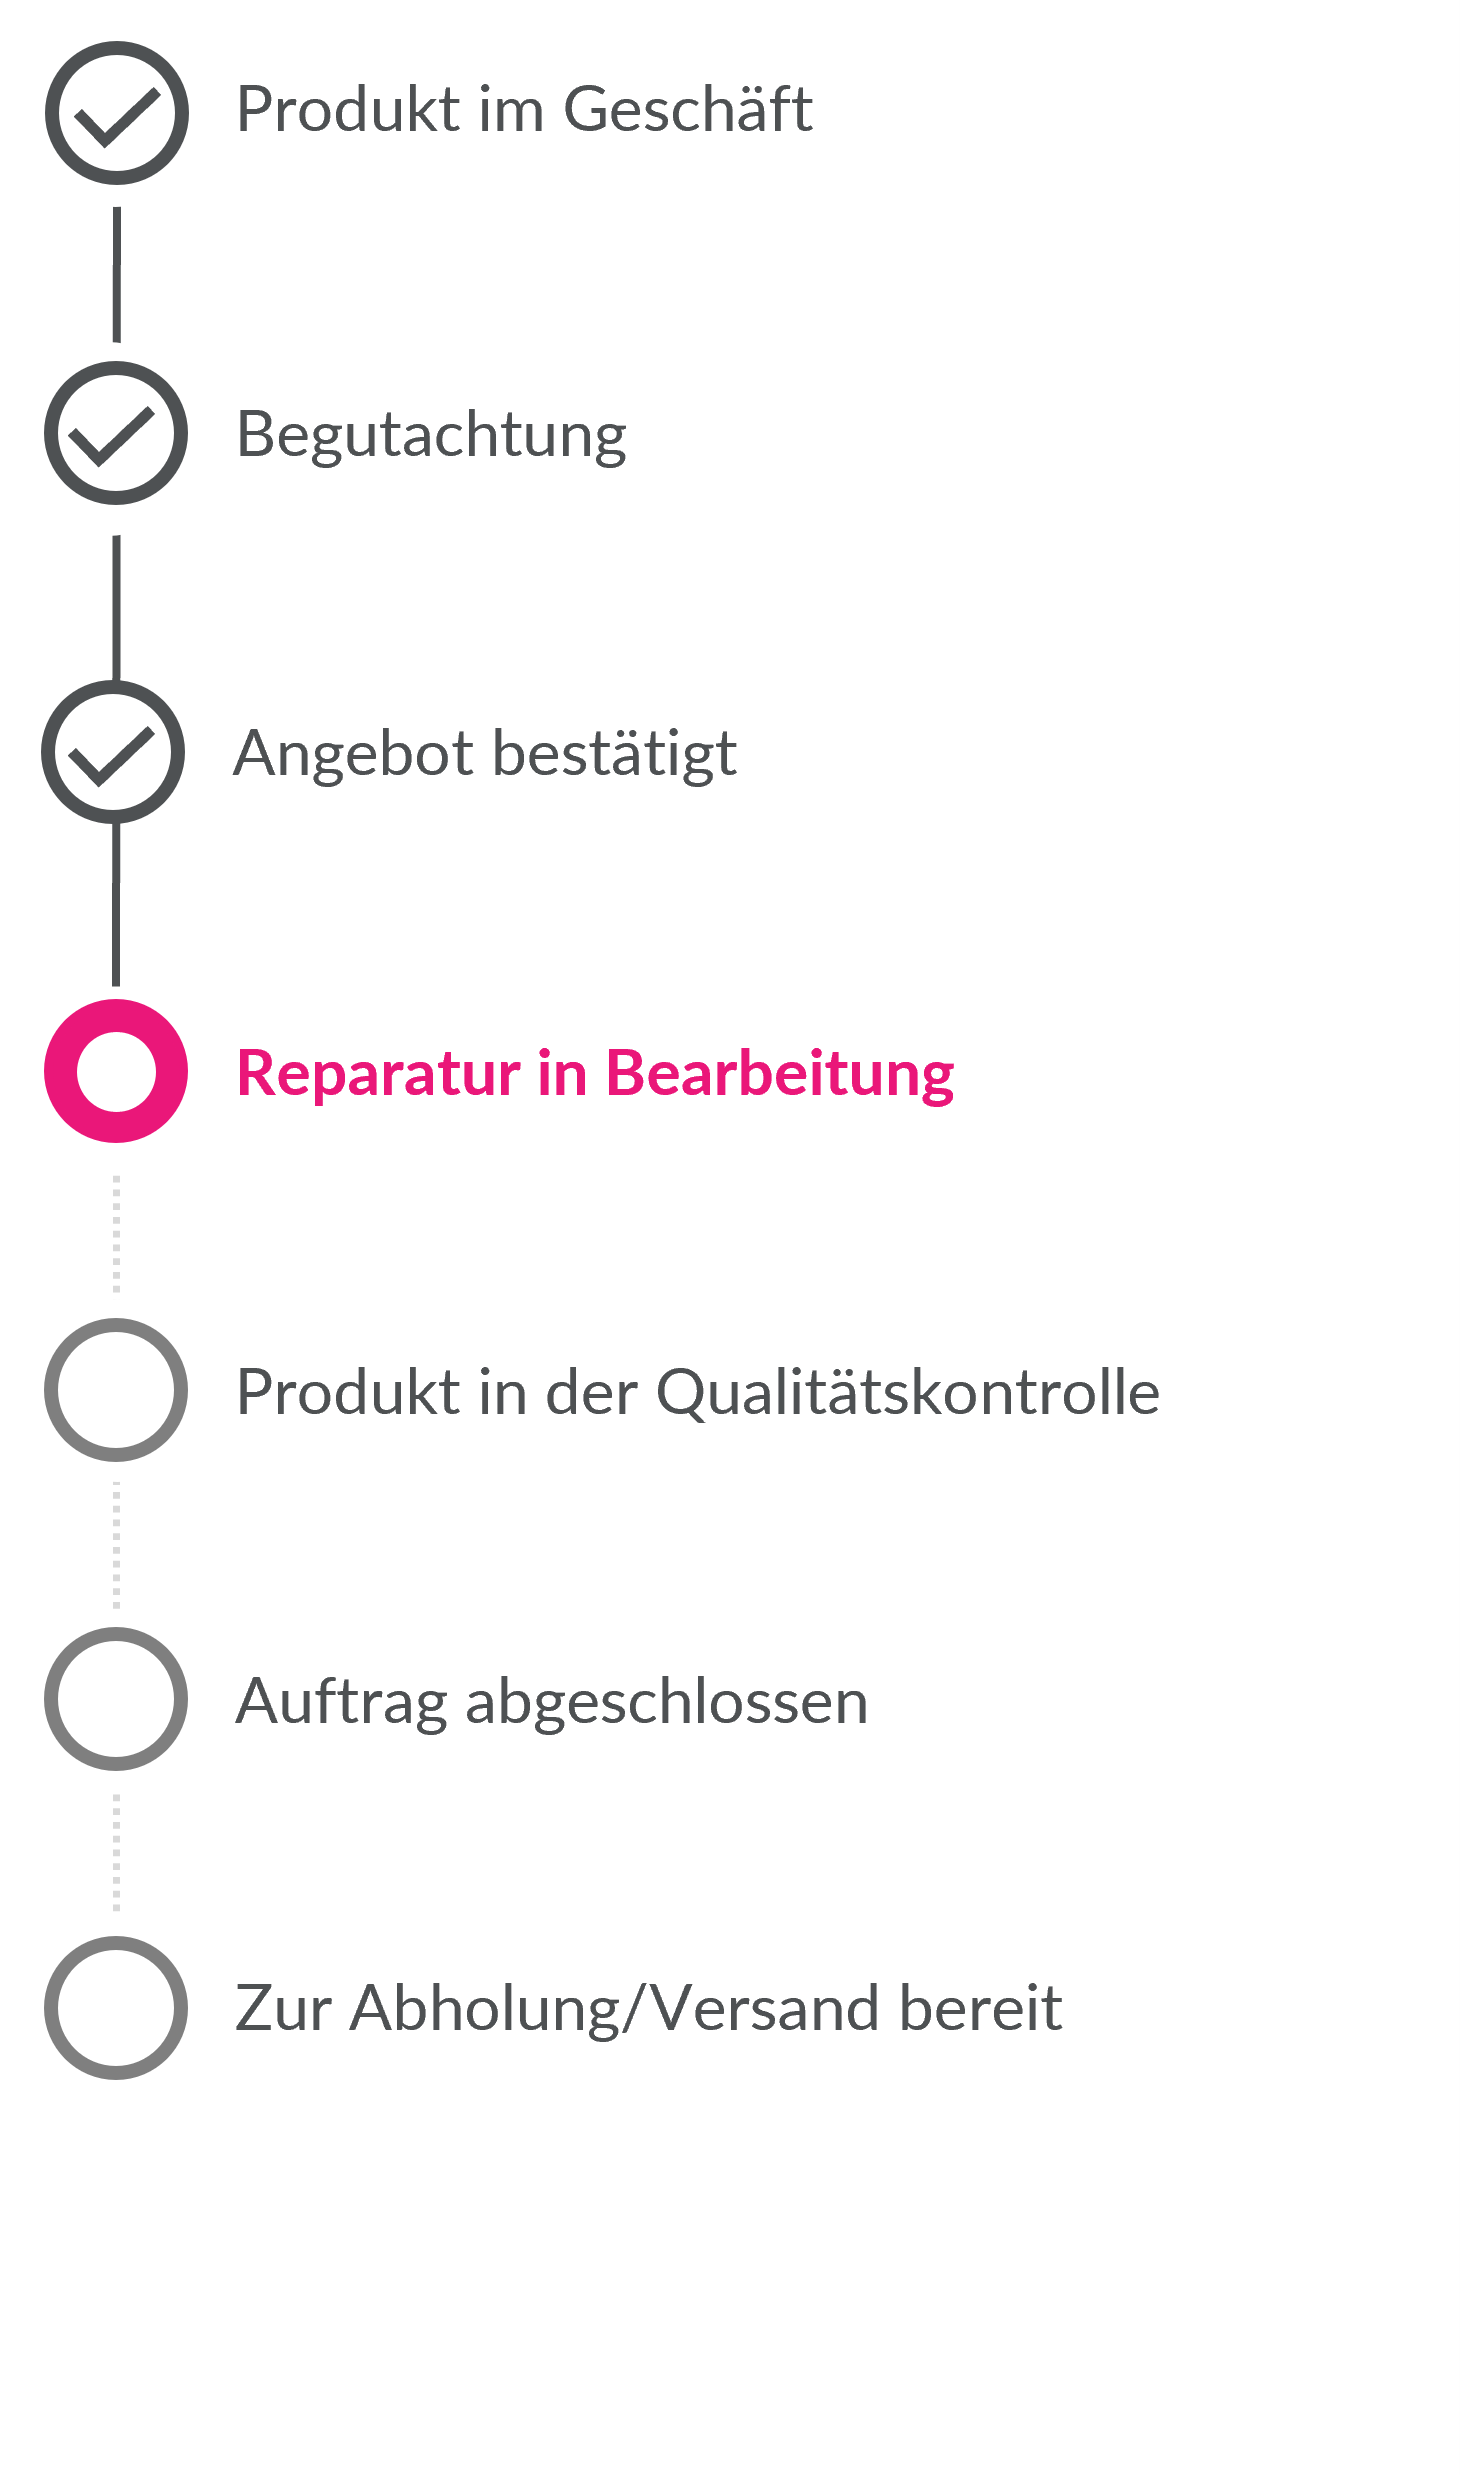 Produkt im Geschäft
Begutachtung
Angebot bestätigt
Reparatur in Bearbeitung
Produkt in der Qualitätskontrolle
Auftrag abgeschlossen
Zur Abholung/Versand bereit